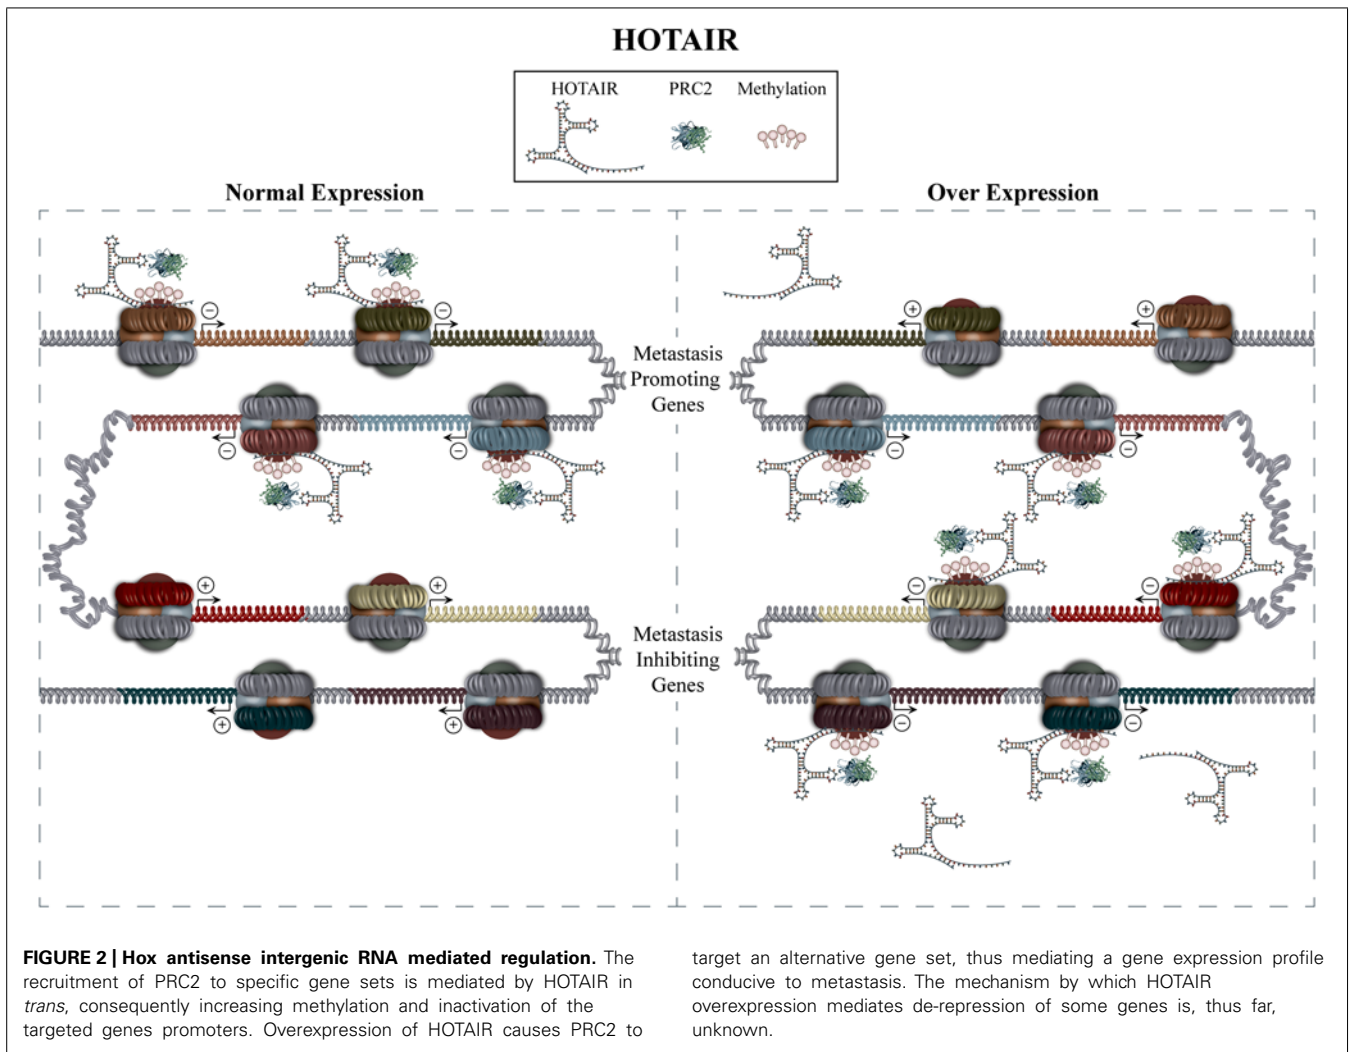 HOTAIR
HOTAIR PRC2 Methylation
Normal Expression
Over Expression
Metastasis
Promoting
Genes
Metastasis
Inhibiting
Genes
− − + +
− − − −
+ + − −
+ + − −
FIGURE 2 | Hox antisense intergenic RNA mediated regulation. The
recruitment of PRC2 to specific gene sets is mediated by HOTAIR in
trans, consequently increasing methylation and inactivation of the
targeted genes promoters. Overexpression of HOTAIR causes PRC2 to
target an alternative gene set, thus mediating a gene expression profile
conducive to metastasis. The mechanism by which HOTAIR
overexpression mediates de-repression of some genes is, thus far,
unknown.